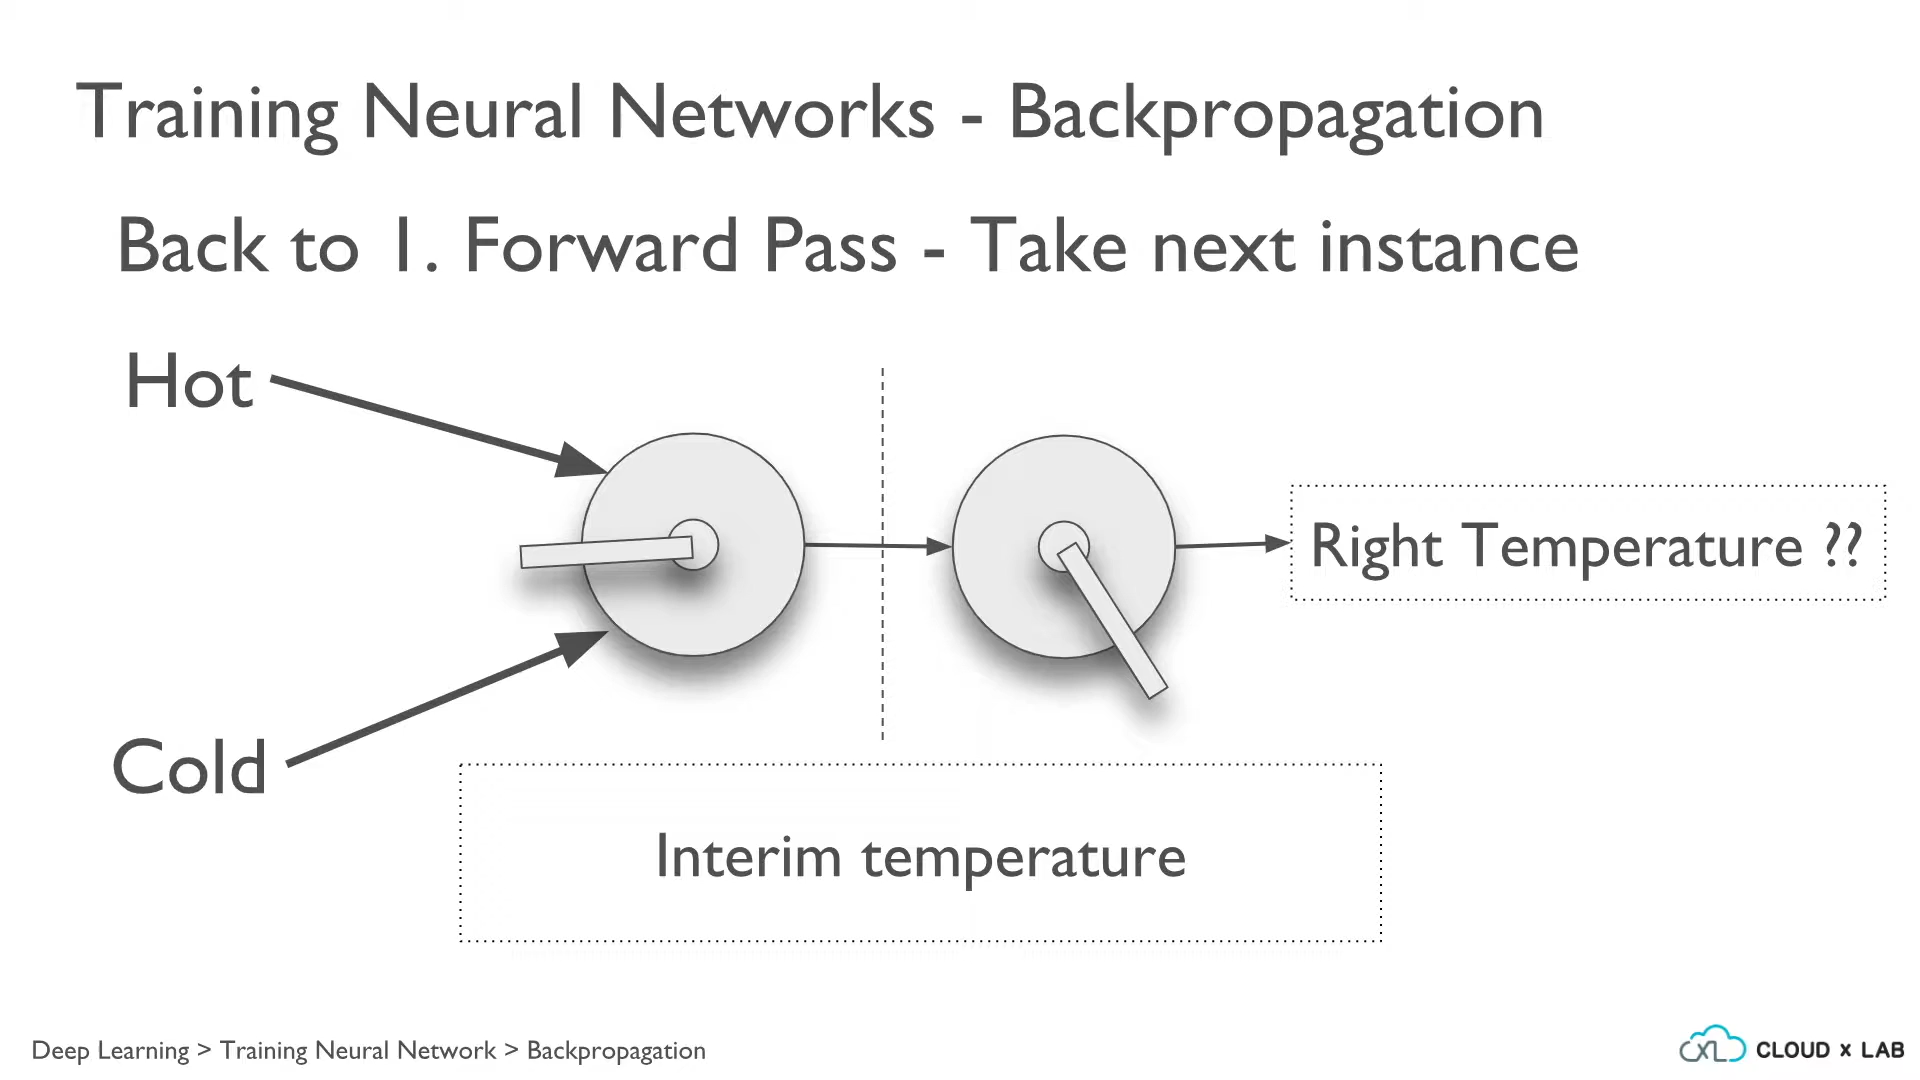 Training Neural Networks - Backpropagation
Back to 1. Forward Pass - Take next instance
Hot
Right Temperature ??
Cold
Interim temperature
Deep Learning > Training Neural Network > Backpropagation
CXL CLOUD x LAB